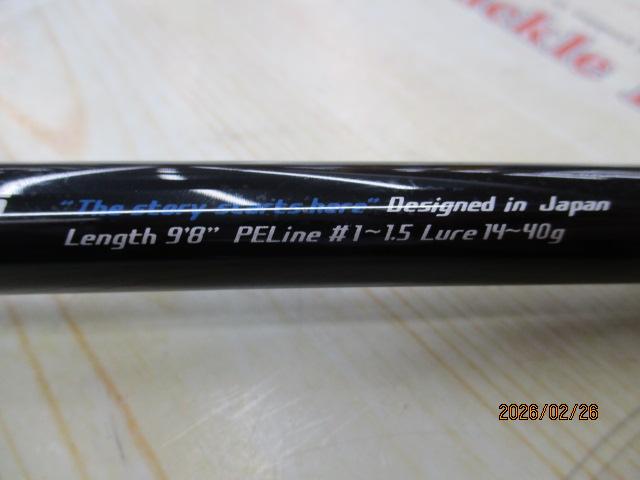 "The story starts here" Designed in Japan
Length 9'8" PELine #1~1.5 Lure 14~40g
2026/02/26